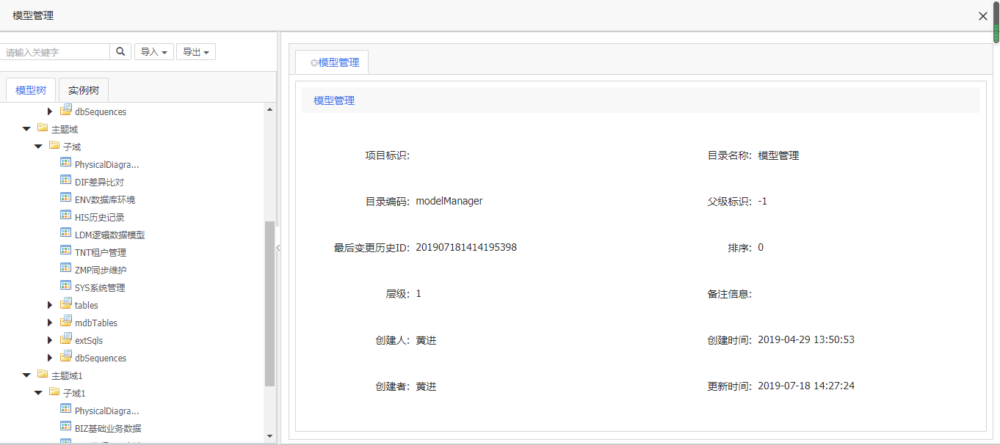 模型管理
请输入关键字 导入 导出
模型树 实例树
dbSequences
主题域
子域
PhysicalDiagra...
DIF差异比对
ENV数据库环境
HIS历史记录
LDM逻辑数据模型
TNT租户管理
ZMP同步维护
SYS系统管理
tables
mdbTables
extSqls
dbSequences
主题域1
子域1
PhysicalDiagra...
BIZ基础业务数据
模型管理
模型管理
项目标识: 目录名称: 模型管理
目录编码: modelManager 父级标识: -1
最后变更历史ID: 201907181414195398 排序: 0
层级: 1 备注信息:
创建人: 黄进 创建时间: 2019-04-29 13:50:53
创建者: 黄进 更新时间: 2019-07-18 14:27:24